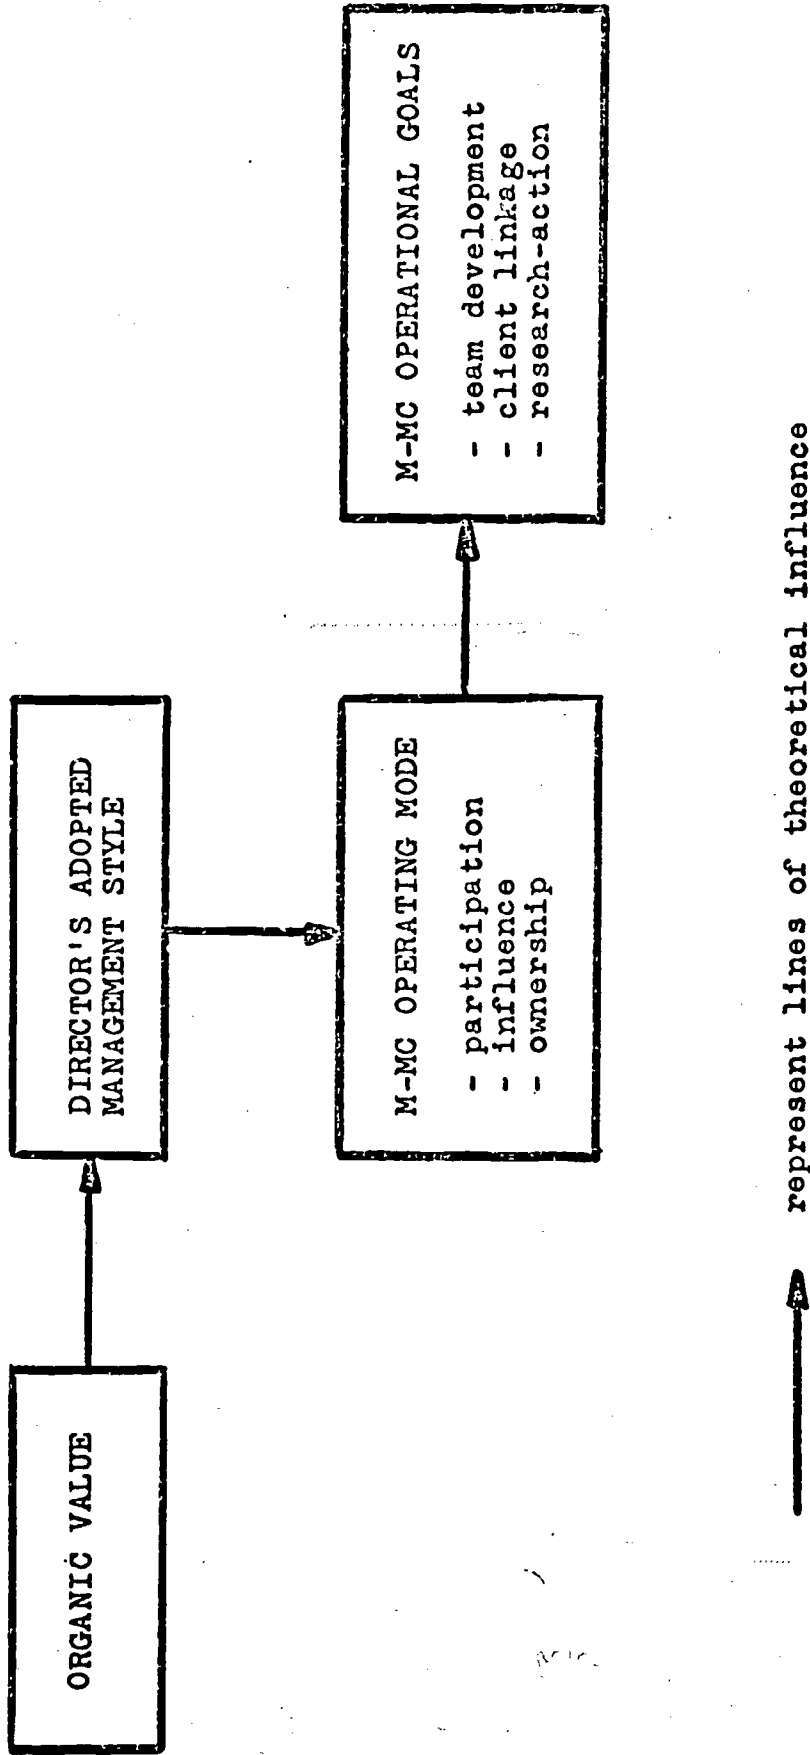 ORGANIC VALUE
DIRECTOR'S ADOPTED
MANAGEMENT STYLE
M-MC OPERATING MODE
- participation
- influence
- ownership
M-MC OPERATIONAL GOALS
- team development
- client linkage
- research-action
represent lines of theoretical influence